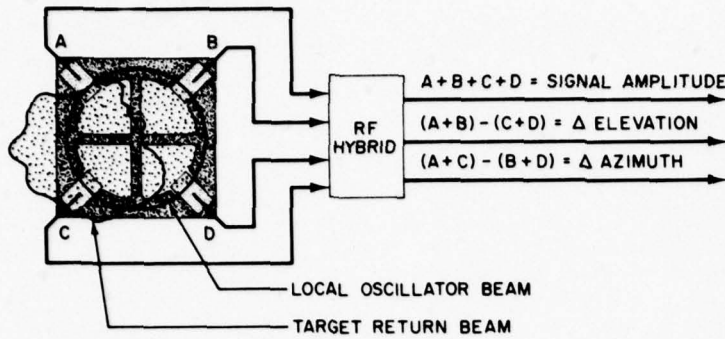 A
B
C
D
RF
HYBRID
A+B+C+D = SIGNAL AMPLITUDE
(A+B)-(C+D) = Δ ELEVATION
(A+C)-(B+D) = Δ AZIMUTH
LOCAL OSCILLATOR BEAM
TARGET RETURN BEAM